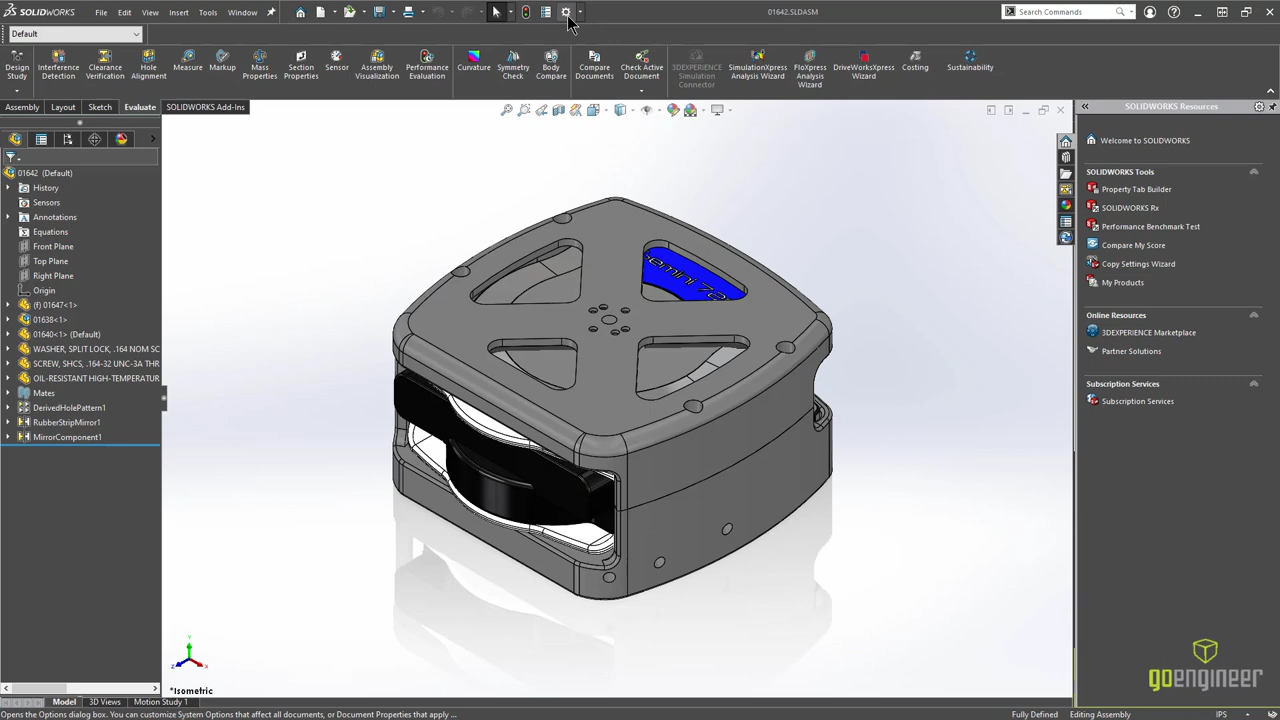 SOLIDWORKS File Edit View Insert Tools Window 01642.SLDASM Search Commands
Default
Design Study Interference Detection Clearance Verification Hole Alignment Measure Markup Mass Properties Section Properties Sensor Assembly Visualization Performance Evaluation Curvature Symmetry Check Body Compare Compare Documents Check Active Document 3DEXPERIENCE Simulation Connector SimulationXpress Analysis Wizard FloXpress Analysis Wizard DriveWorksXpress Wizard Costing Sustainability
Assembly Layout Sketch Evaluate SOLIDWORKS Add-Ins
SOLIDWORKS Resources
Welcome to SOLIDWORKS
SOLIDWORKS Tools
Property Tab Builder
SOLIDWORKS Rx
Performance Benchmark Test
Compare My Score
Copy Settings Wizard
My Products
Online Resources
3DEXPERIENCE Marketplace
Partner Solutions
Subscription Services
Subscription Services
01642 (Default)
History
Sensors
Annotations
Equations
Front Plane
Top Plane
Right Plane
Origin
(f) 01647<1>
01638<1>
01640<1> (Default)
WASHER, SPLIT LOCK, .164 NOM SC
SCREW, SHCS, .164-32 UNC-3A THR
OIL-RESISTANT HIGH-TEMPERATUR
Mates
DerivedHolePattern1
RubberStripMirror1
MirrorComponent1
emini 72
Y
Z X
*Isometric
goengineer
Model 3D Views Motion Study 1
Opens the Options dialog box. You can customize System Options that affect all documents, or Document Properties that apply ... Fully Defined Editing Assembly IPS